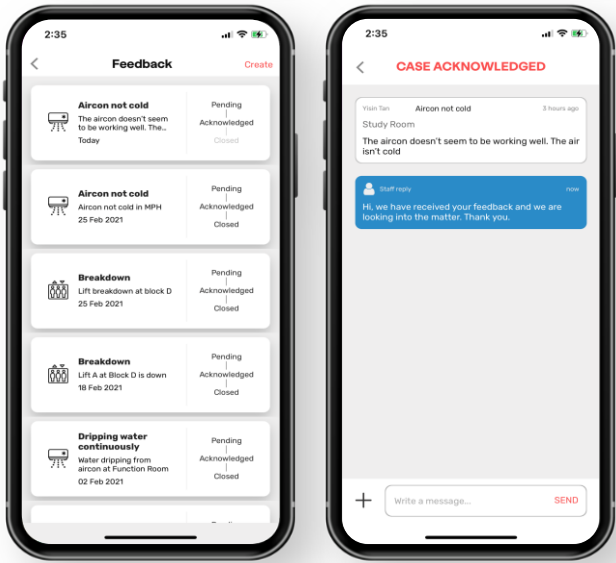 2:35
Feedback
Create
Aircon not cold
The aircon doesn't seem
to be working well. The...
Today
Pending
Acknowledged
Closed
Aircon not cold
Aircon not cold in MPH
25 Feb 2021
Pending
Acknowledged
Closed
Breakdown
Lift breakdown at block D
25 Feb 2021
Pending
Acknowledged
Closed
Breakdown
Lift A at Block D is down
18 Feb 2021
Pending
Acknowledged
Closed
Dripping water
continuously
Water dripping from
aircon at Function Room
02 Feb 2021
Pending
Acknowledged
Closed
2:35
CASE ACKNOWLEDGED
Yisin Tan Aircon not cold 3 hours ago
Study Room
The aircon doesn't seem to be working well. The air
isn't cold
Staff reply now
Hi, we have received your feedback and we are
looking into the matter. Thank you.
Write a message... SEND